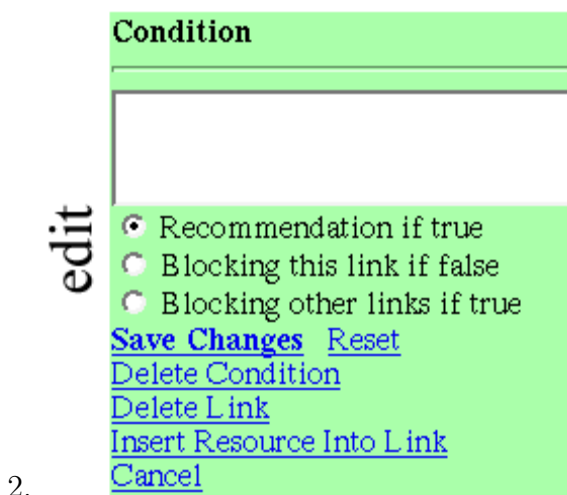 Condition
edit
Recommendation if true
Blocking this link if false
Blocking other links if true
Save Changes Reset
Delete Condition
Delete Link
Insert Resource Into Link
2. Cancel